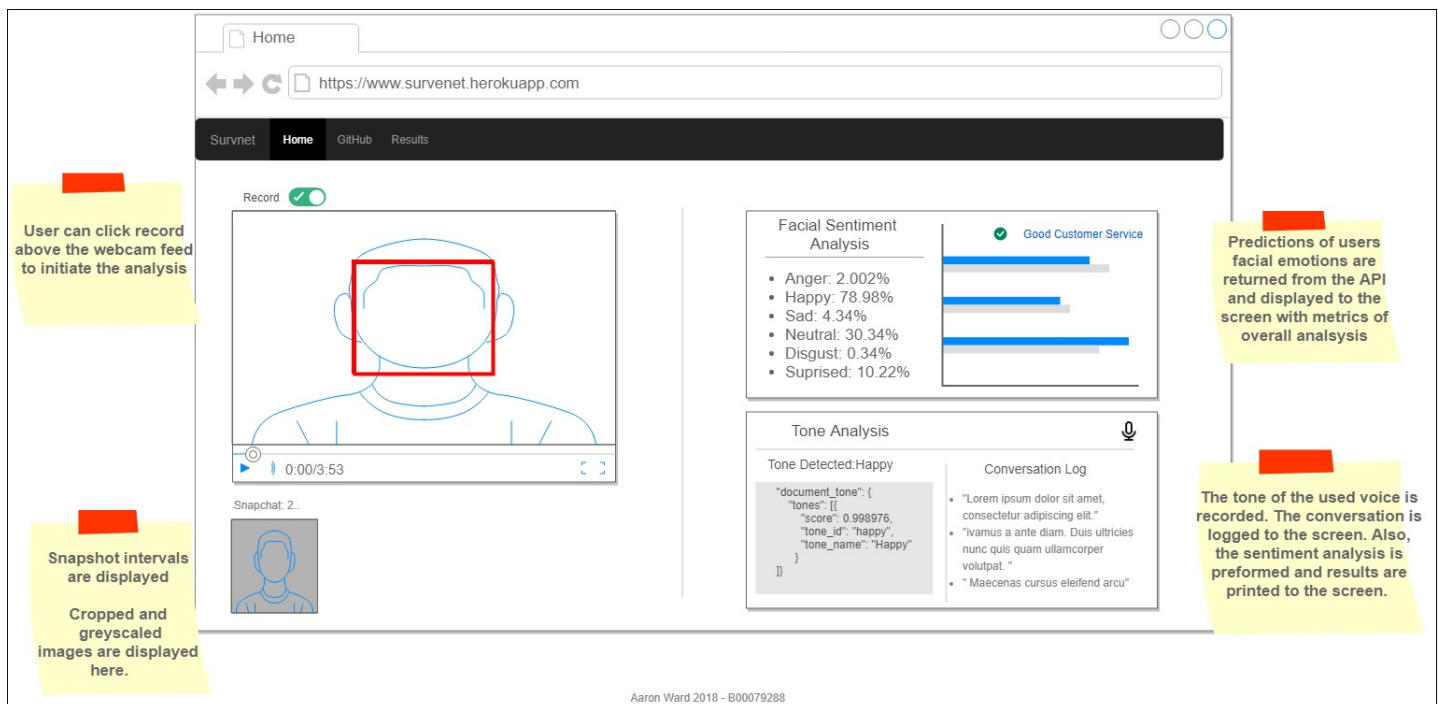 Home
https://www.survenet.herokuapp.com
Survnet
Home
GitHub
Results
User can click record
above the webcam feed
to initiate the analysis
Record
0:00/3:53
Snapchat: 2..
Snapshot intervals
are displayed
Cropped and
greyscaled
images are displayed
here.
Facial Sentiment
Analysis
• Anger: 2.002%
• Happy: 78.98%
• Sad: 4.34%
• Neutral: 30.34%
• Disgust: 0.34%
• Suprised: 10.22%
Good Customer Service
Tone Analysis
Tone Detected:Happy
"document_tone": {
"tones": [{
"score": 0.998976,
"tone_id": "happy",
"tone_name": "Happy"
}
]}
Conversation Log
• "Lorem ipsum dolor sit amet,
consectetur adipiscing elit."
• "ivamus a ante diam. Duis ultricies
nunc quis quam ullamcorper
volutpat. "
• " Maecenas cursus eleifend arcu"
Predictions of users
facial emotions are
returned from the API
and displayed to the
screen with metrics of
overall analsysis
The tone of the used voice is
recorded. The conversation is
logged to the screen. Also,
the sentiment analysis is
preformed and results are
printed to the screen.
Aaron Ward 2018 - B00079288